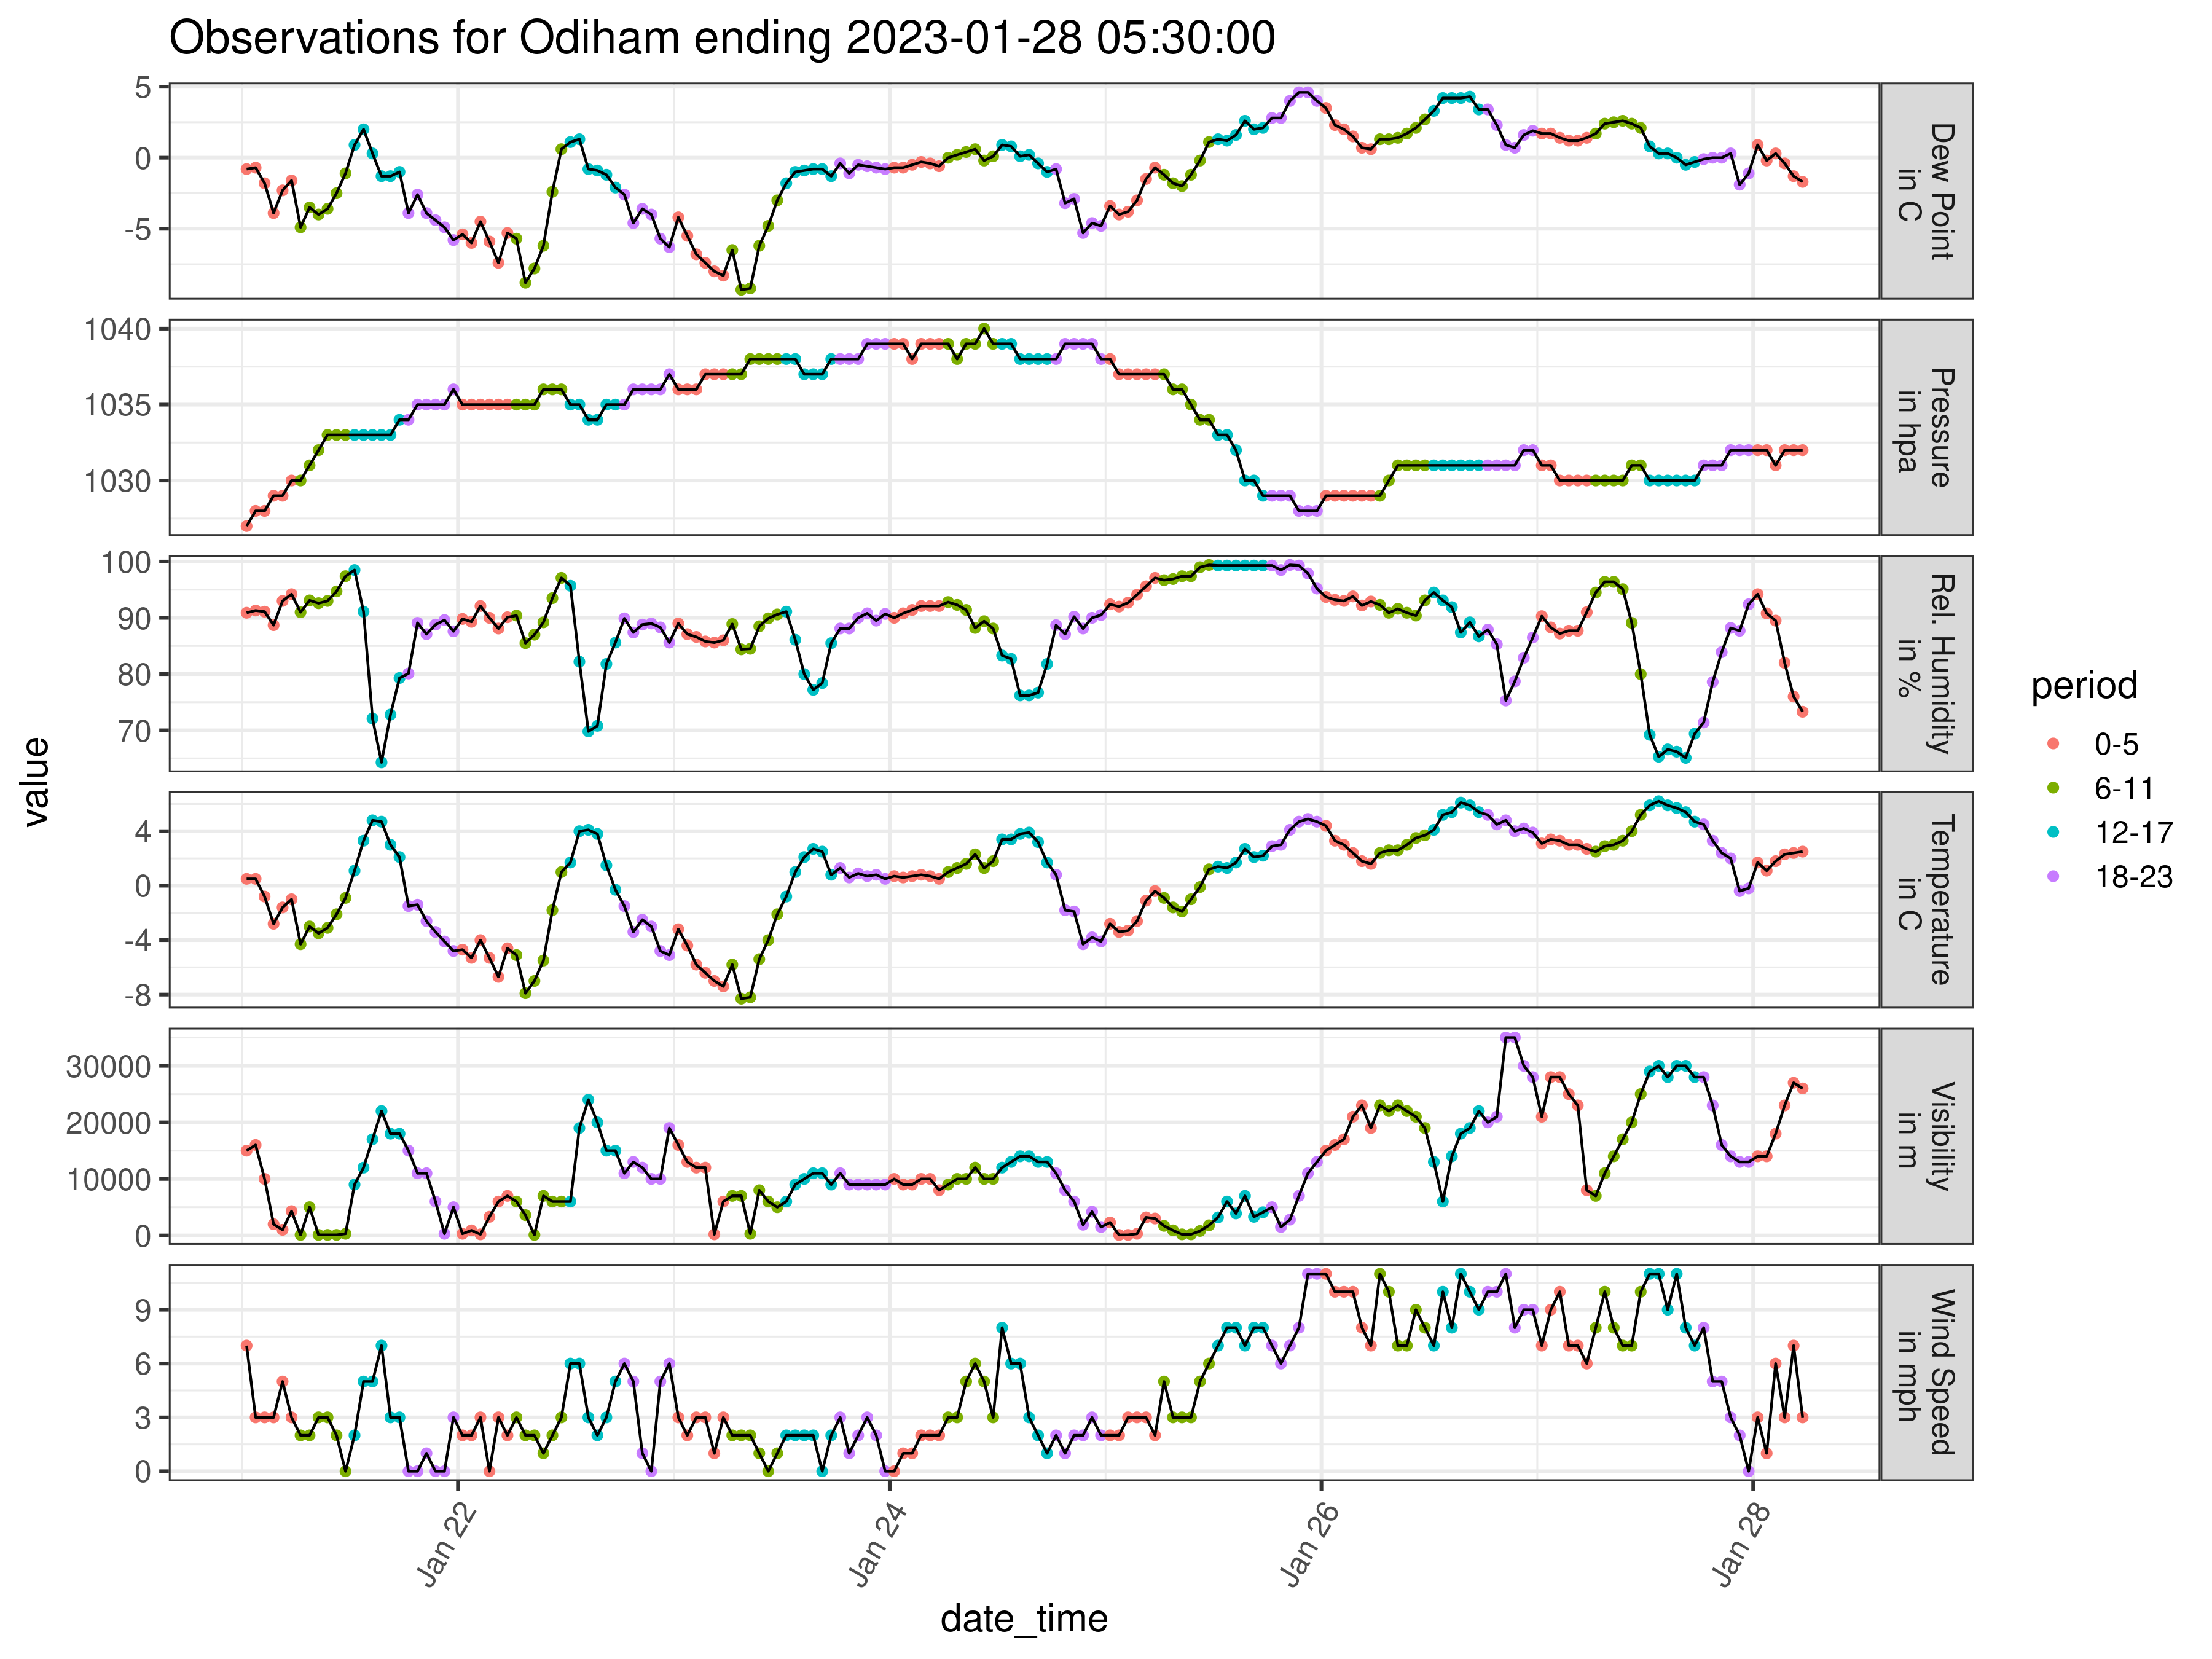 Observations for Odiham ending 2023-01-28 05:30:00
5
0
-5
Dew Point
in C
1040
1035
1030
Pressure
in hpa
100
90
80
70
Rel. Humidity
in %
4
0
-4
-8
Temperature
in C
30000
20000
10000
0
Visibility
in m
9
6
3
0
Wind Speed
in mph
value
Jan 22
Jan 24
Jan 26
Jan 28
date_time
period
0-5
6-11
12-17
18-23